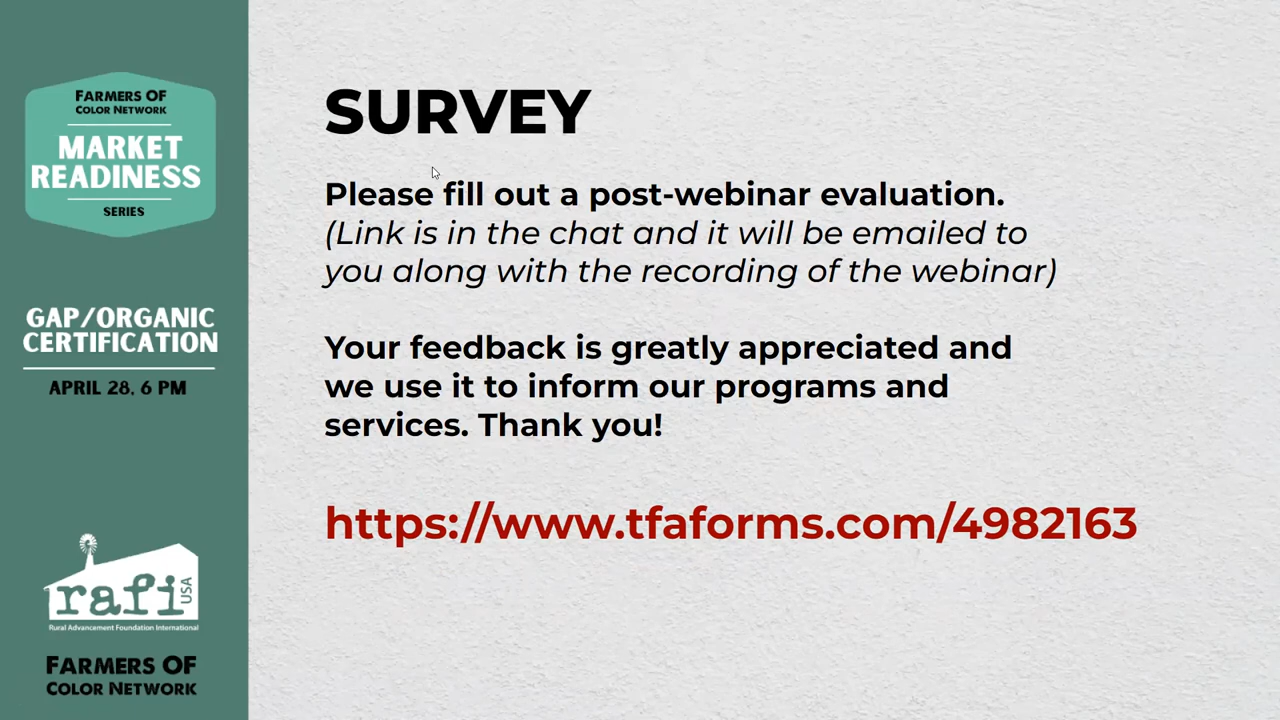 FARMERS OF
COLOR NETWORK
MARKET
READINESS
SERIES
GAP/ORGANIC
CERTIFICATION
APRIL 28, 6 PM
rafi
USA
Rural Advancement Foundation International
FARMERS OF
COLOR NETWORK
SURVEY
Please fill out a post-webinar evaluation.
(Link is in the chat and it will be emailed to
you along with the recording of the webinar)
Your feedback is greatly appreciated and
we use it to inform our programs and
services. Thank you!
https://www.tfaforms.com/4982163